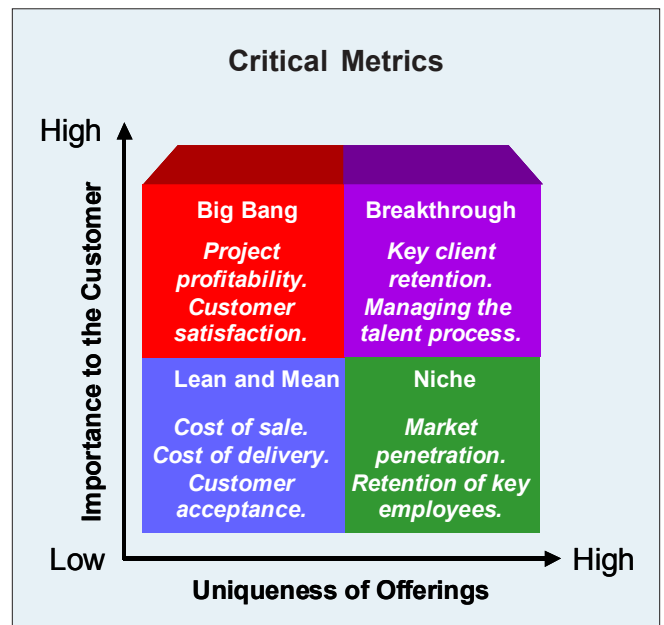 Critical Metrics
High
Importance to the Customer
Big Bang
Project
profitability.
Customer
satisfaction.
Breakthrough
Key client
retention.
Managing the
talent process.
Lean and Mean
Cost of sale.
Cost of delivery.
Customer
acceptance.
Niche
Market
penetration.
Retention of key
employees.
Low
High
Uniqueness of Offerings